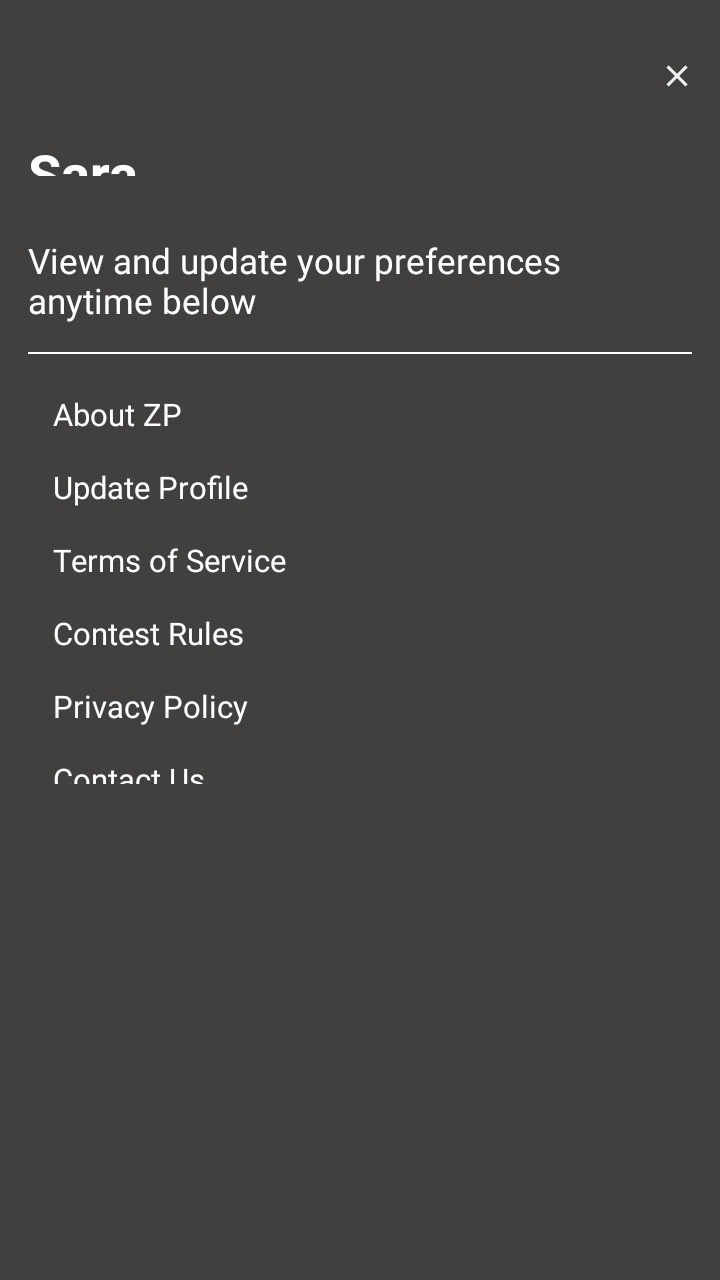 Sara
View and update your preferences
anytime below
About ZP
Update Profile
Terms of Service
Contest Rules
Privacy Policy
Contact Us